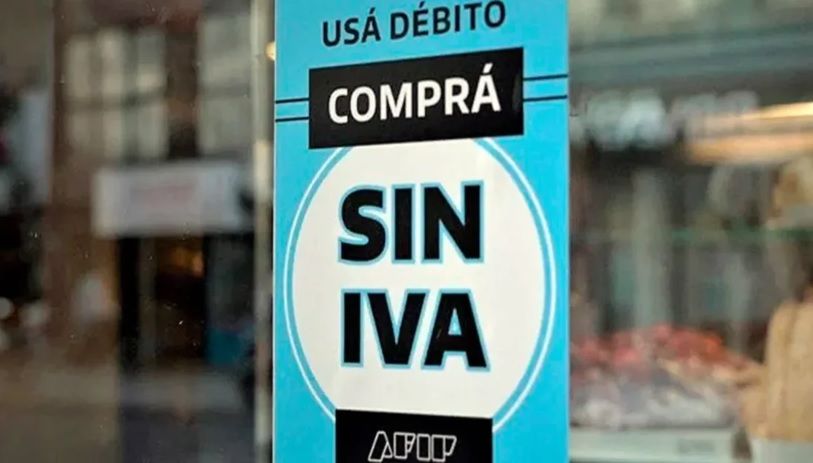 USÁ DÉBITO
COMPRÁ
SIN
IVA
AFIP